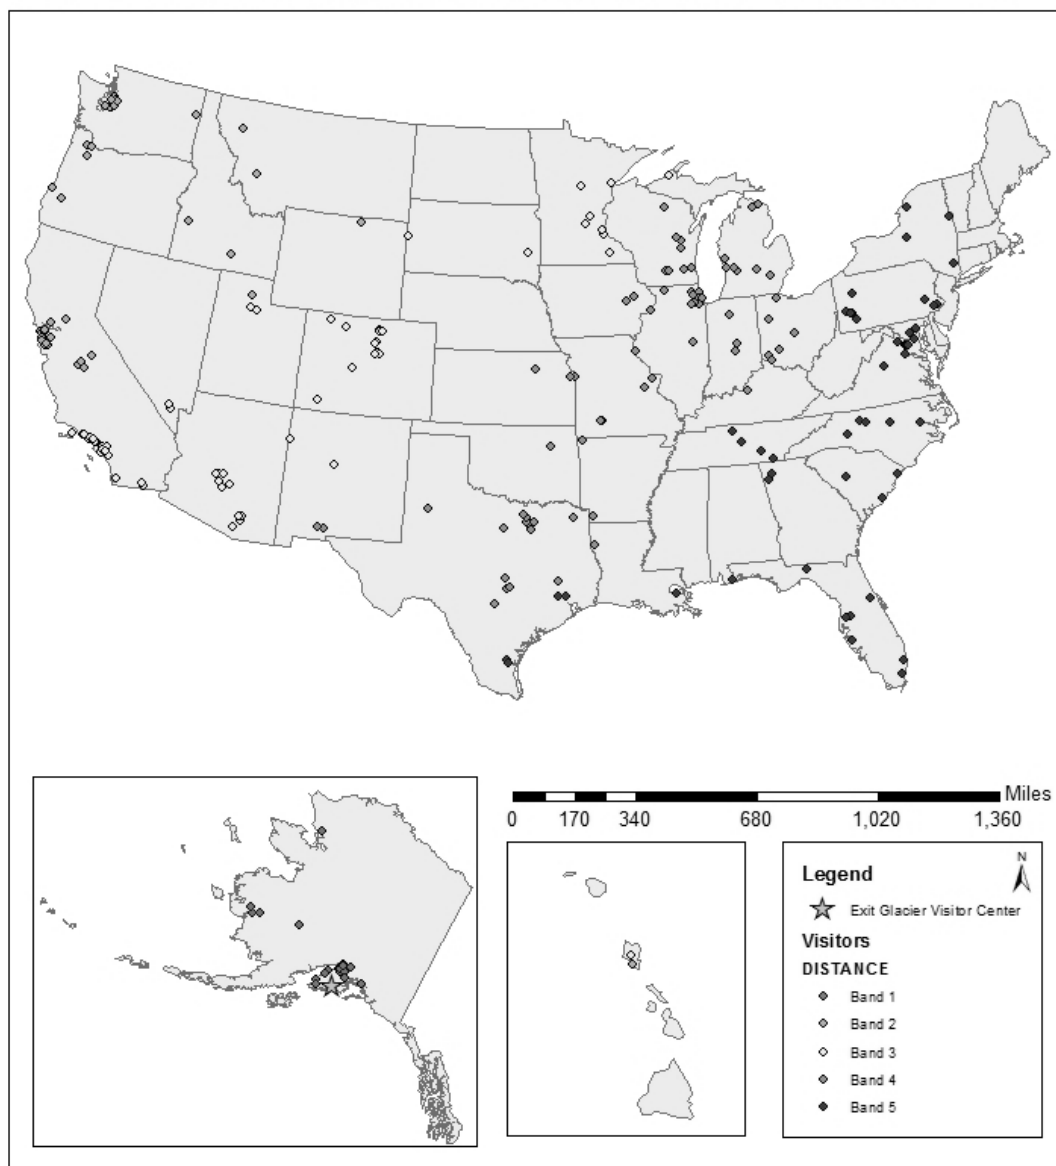 Miles
0 170 340 680 1,020 1,360
N
Legend
Exit Glacier Visitor Center
Visitors
DISTANCE
Band 1
Band 2
Band 3
Band 4
Band 5